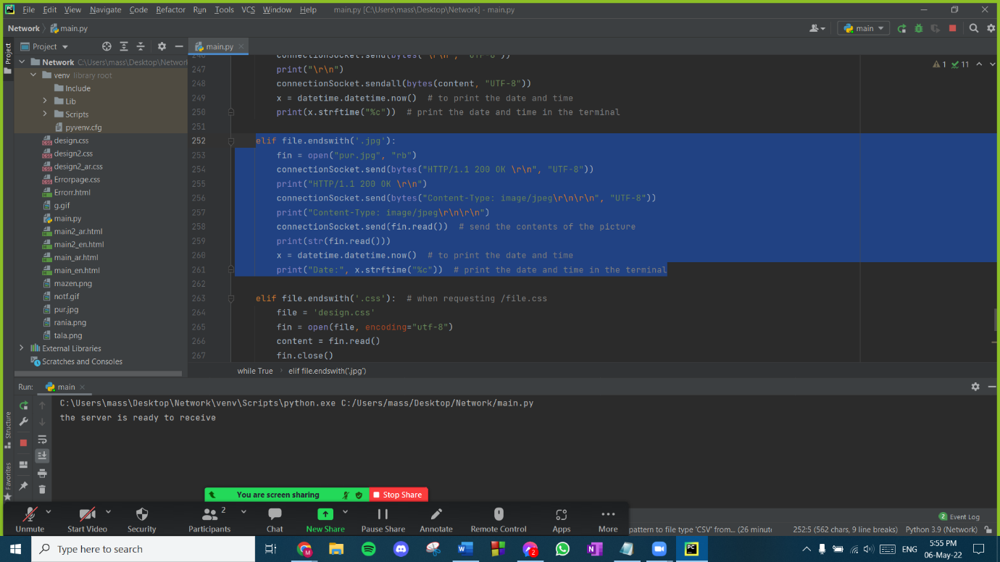 File Edit View Navigate Code Refactor Run Tools VCS Window Help main.py [C:\Users\mass\Desktop\Network] - main.py
Network main.py main
Project main.py
Project
Network C:\Users\mass\Desktop\Network
venv library root
Include
Lib
Scripts
pyvenv.cfg
design.css
design2.css
design2_ar.css
Errorpage.css
Errorr.html
g.gif
main.py
main2_ar.html
main2_en.html
main_ar.html
main_en.html
mazen.png
notf.gif
pur.jpg
rania.png
tala.png
External Libraries
Scratches and Consoles
246 connectionSocket.send(bytes("\r\n", "UTF-8"))
247 print("\r\n")
248 connectionSocket.sendall(bytes(content, "UTF-8"))
249 x = datetime.datetime.now() # to print the date and time
250 print(x.strftime("%c")) # print the date and time in the terminal
251
252 elif file.endswith('.jpg'):
253 fin = open("pur.jpg", "rb")
254 connectionSocket.send(bytes("HTTP/1.1 200 OK \r\n", "UTF-8"))
255 print("HTTP/1.1 200 OK \r\n")
256 connectionSocket.send(bytes("Content-Type: image/jpeg\r\n\r\n", "UTF-8"))
257 print("Content-Type: image/jpeg\r\n\r\n")
258 connectionSocket.send(fin.read()) # send the contents of the picture
259 print(str(fin.read()))
260 x = datetime.datetime.now() # to print the date and time
261 print("Date:", x.strftime("%c")) # print the date and time in the terminal
262
263 elif file.endswith('.css'): # when requesting /file.css
264 file = 'design.css'
265 fin = open(file, encoding="utf-8")
266 content = fin.read()
267 fin.close()
1 11
while True elif file.endswith('.jpg')
Run: main
C:\Users\mass\Desktop\Network\venv\Scripts\python.exe C:/Users/mass/Desktop/Network/main.py
the server is ready to receive
Structure
Favorites
You are screen sharing Stop Share
Unmute Start Video Security Participants 2 Chat New Share Pause Share Annotate Remote Control Apps More
2 Event Log
pattern to file type 'CSV' from... (26 minut 252:5 (562 chars, 9 line breaks) Python 3.9 (Network)
Type here to search
2
ENG
5:55 PM
06-May-22